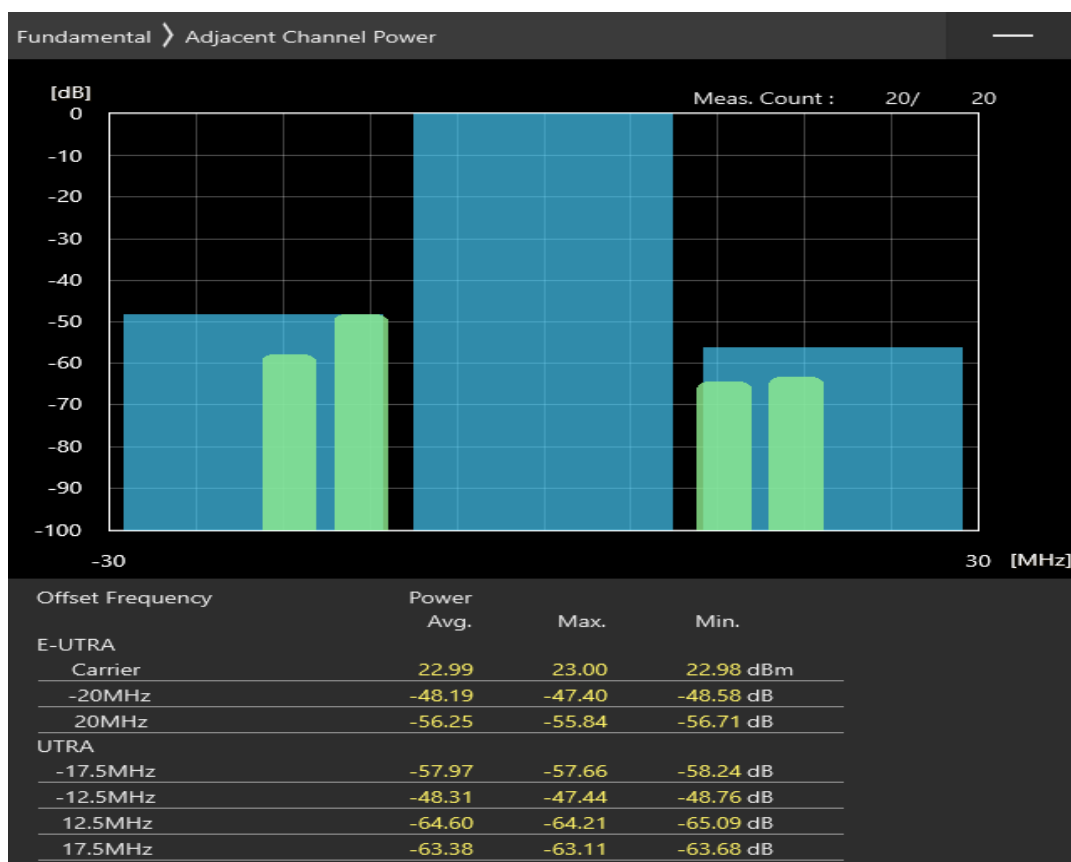 Fundamental ❯ Adjacent Channel Power
[dB]
Meas. Count : 20/ 20
0
-10
-20
-30
-40
-50
-60
-70
-80
-90
-100
-30 30 [MHz]
Offset Frequency Power
Avg. Max. Min.
E-UTRA
Carrier 22.99 23.00 22.98 dBm
-20MHz -48.19 -47.40 -48.58 dB
20MHz -56.25 -55.84 -56.71 dB
UTRA
-17.5MHz -57.97 -57.66 -58.24 dB
-12.5MHz -48.31 -47.44 -48.76 dB
12.5MHz -64.60 -64.21 -65.09 dB
17.5MHz -63.38 -63.11 -63.68 dB